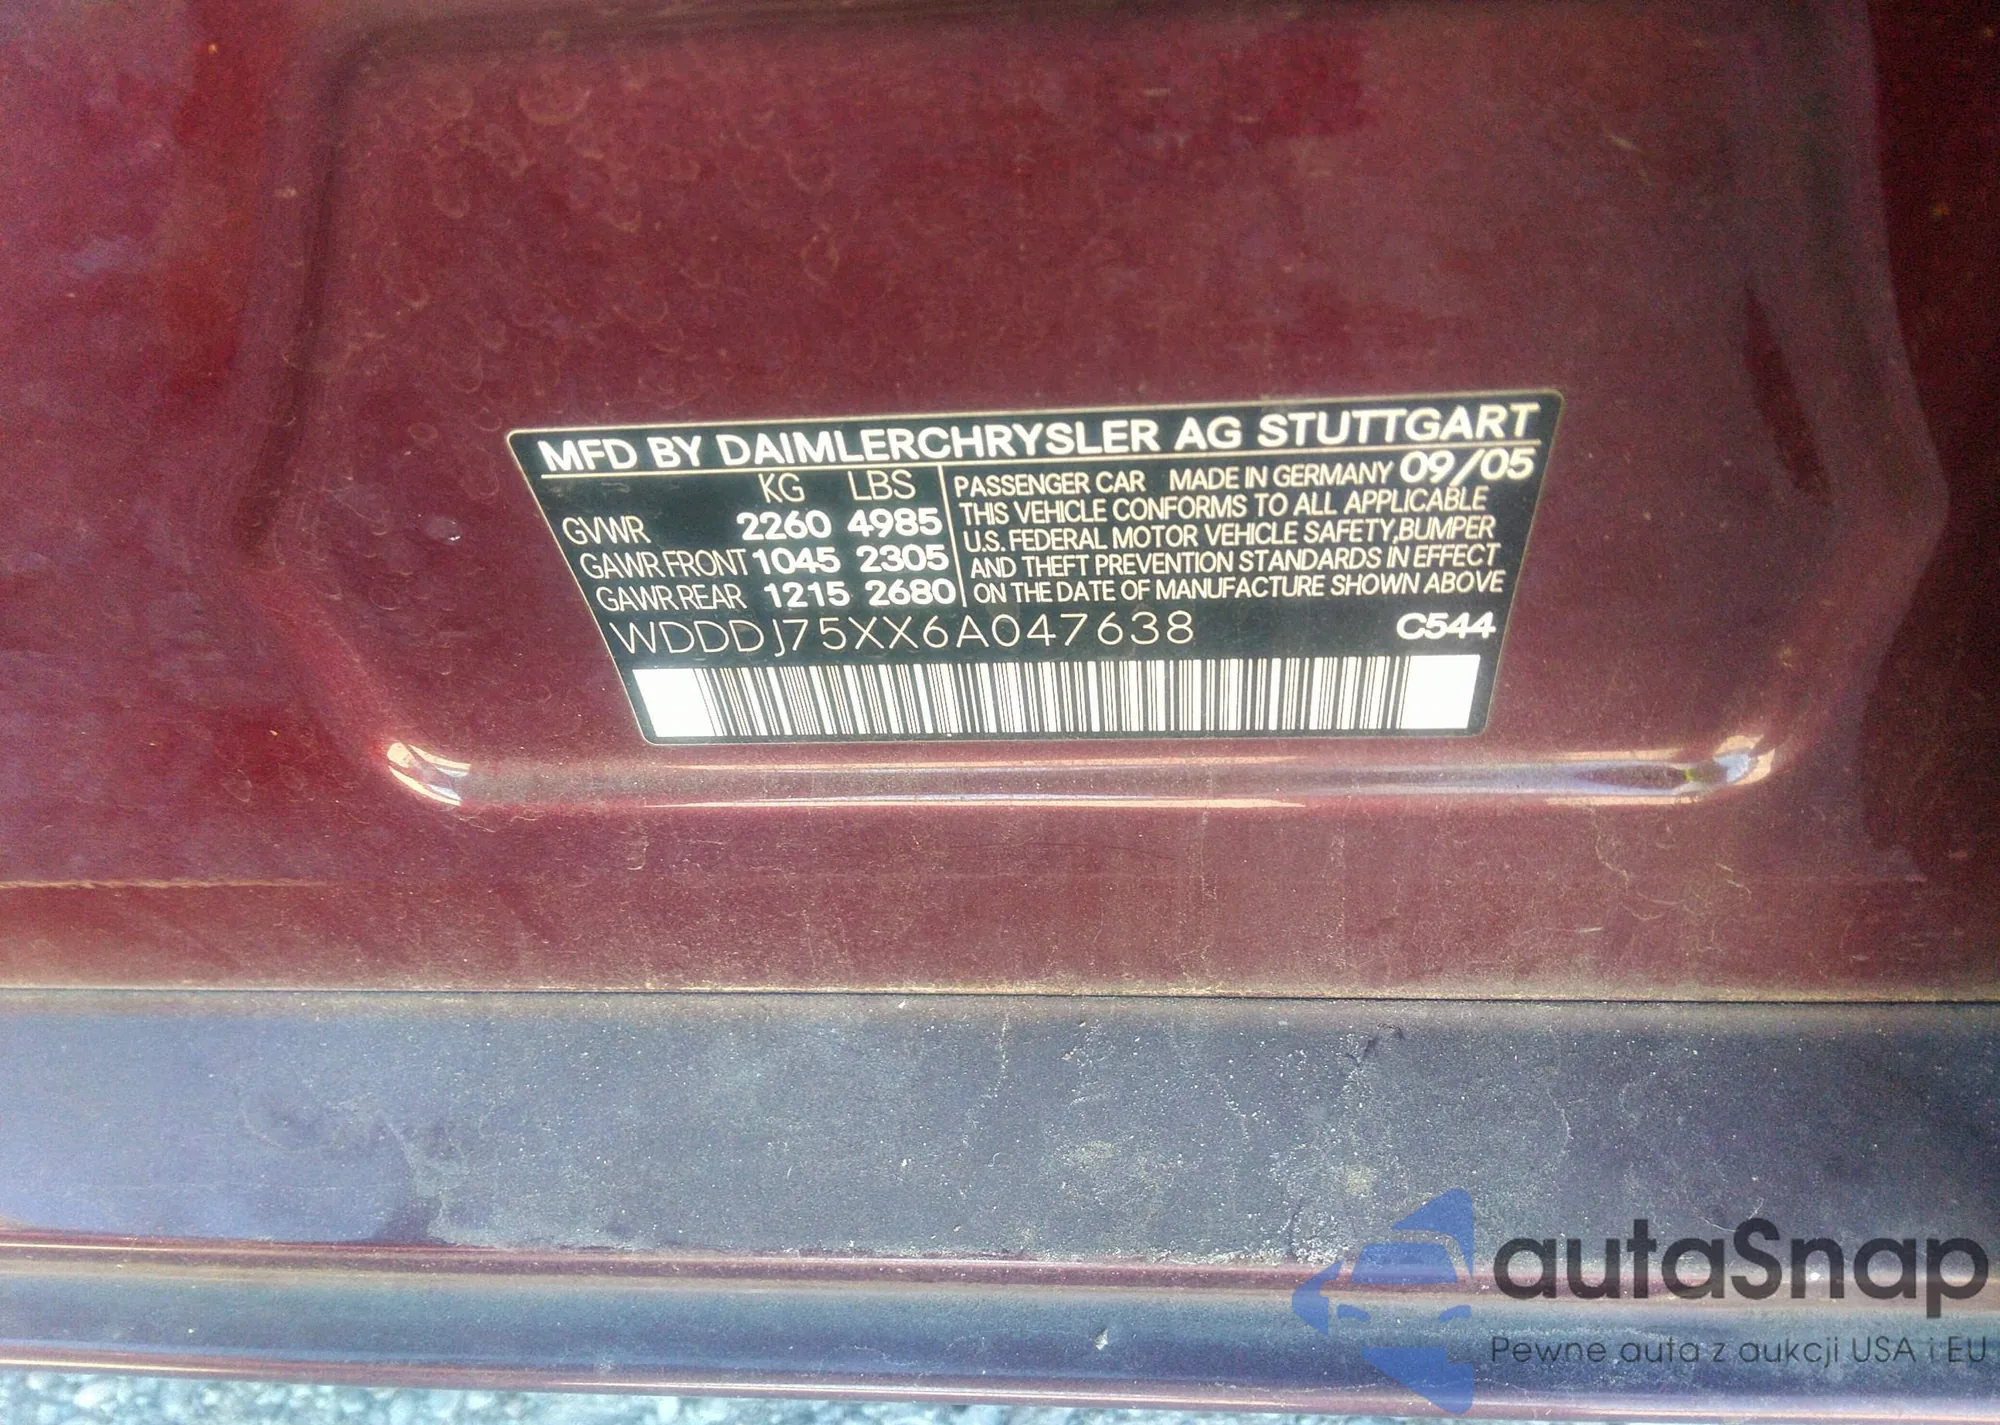 MFD BY DAIMLERCHRYSLER AG STUTTGART
KG LBS
GVWR 2260 4985
GAWR FRONT 1045 2305
GAWR REAR 1215 2680
PASSENGER CAR MADE IN GERMANY 09/05
THIS VEHICLE CONFORMS TO ALL APPLICABLE
U.S. FEDERAL MOTOR VEHICLE SAFETY,BUMPER
AND THEFT PREVENTION STANDARDS IN EFFECT
ON THE DATE OF MANUFACTURE SHOWN ABOVE
WDDDJ75XX6A047638 C544
autaSnap
Pewne auta z aukcji USA i EU